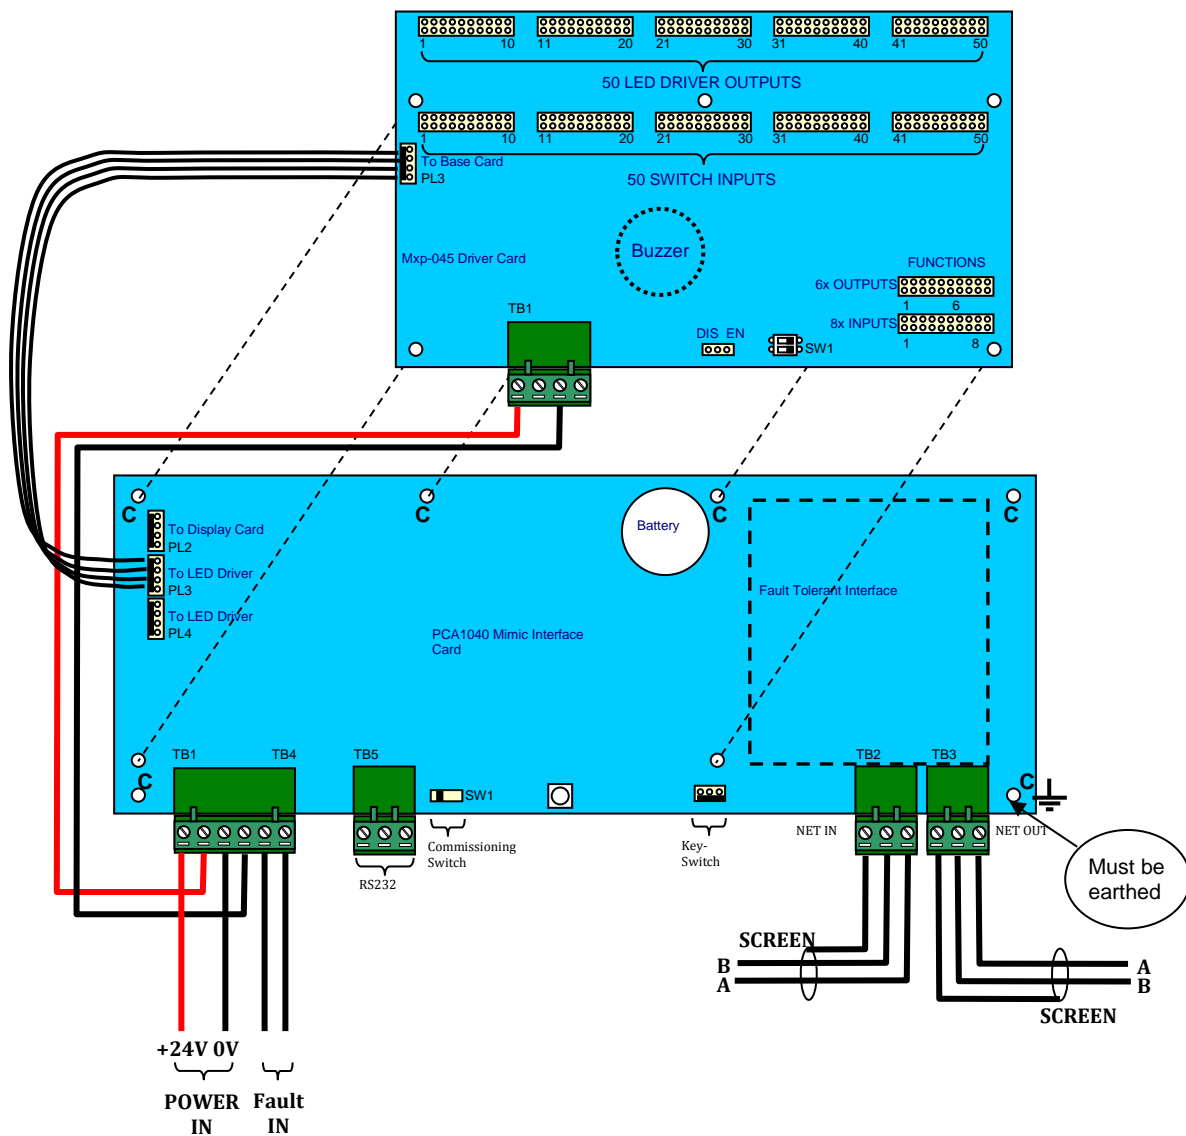 1 10 11 20 21 30 31 40 41 50
50 LED DRIVER OUTPUTS
1 10 11 20 21 30 31 40 41 50
To Base Card
PL3
50 SWITCH INPUTS
Buzzer
Mxp-045 Driver Card
FUNCTIONS
6x OUTPUTS
1 6
8x INPUTS
1 8
TB1
DIS EN
SW1
C C C C
To Display Card
PL2
To LED Driver
PL3
To LED Driver
PL4
Battery
Fault Tolerant Interface
PCA1040 Mimic Interface
Card
TB1 TB4 TB5 TB2 TB3
C C
SW1
Commissioning
Switch
RS232
Key-
Switch
NET IN
NET OUT
Must be
earthed
SCREEN
B
A
A
B
SCREEN
+24V 0V
POWER
IN
Fault
IN